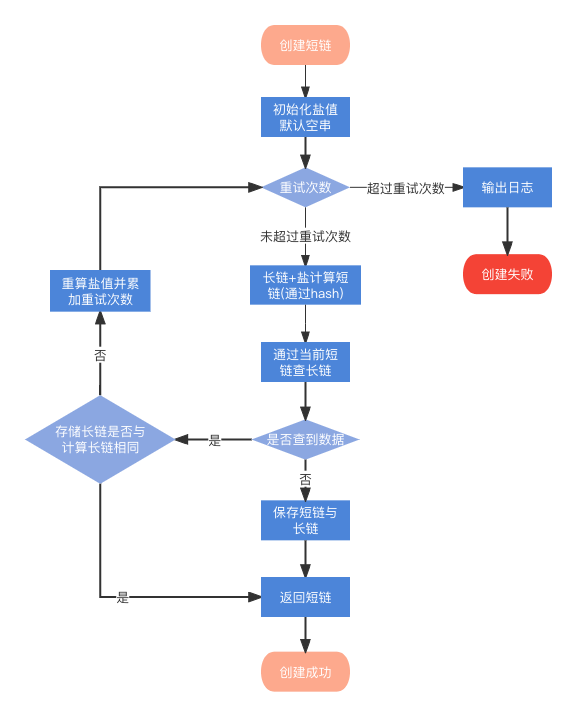 创建短链
初始化盐值
默认空串
重试次数
超过重试次数
输出日志
未超过重试次数
创建失败
长链+盐计算短
链(通过hash)
重算盐值并累
加重试次数
通过当前短
链查长链
否
存储长链是否与
计算长链相同
是
是否查到数据
否
保存短链与
长链
是
返回短链
创建成功